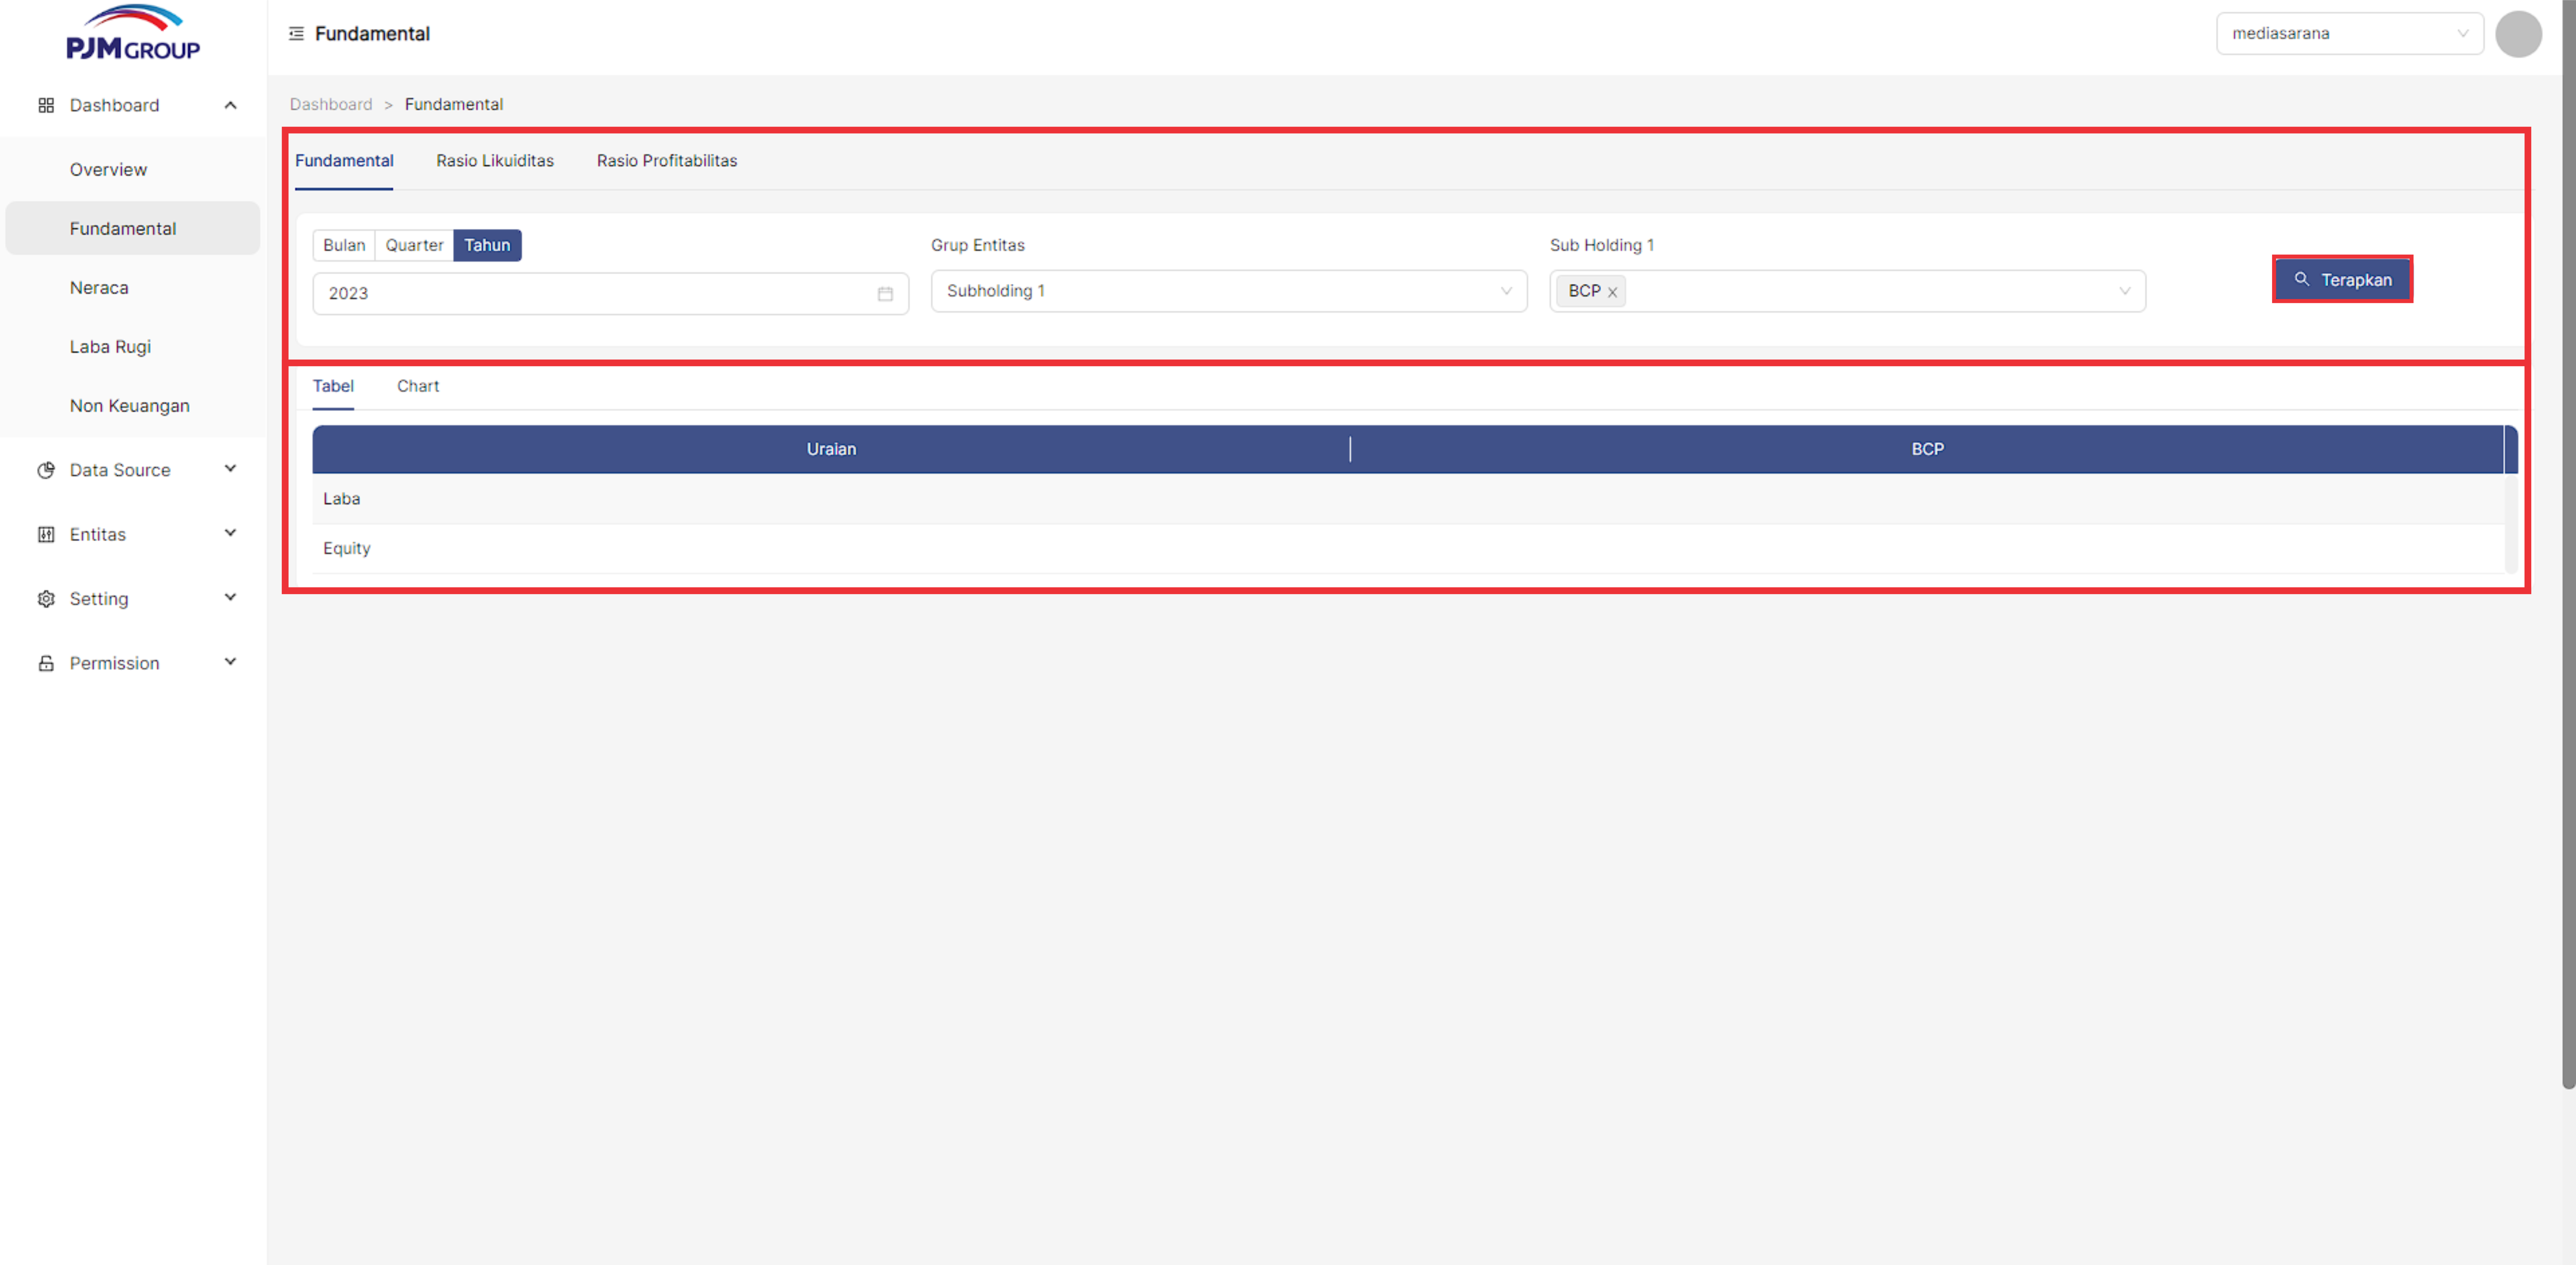 PJM GROUP
Dashboard
Overview
Fundamental
Neraca
Laba Rugi
Non Keuangan
Data Source
Entitas
Setting
Permission
Fundamental
mediasarana
Dashboard > Fundamental
Fundamental Rasio Likuiditas Rasio Profitabilitas
Bulan Quarter Tahun
2023
Grup Entitas
Subholding 1
Sub Holding 1
BCP
Terapkan
Tabel Chart
Uraian BCP
Laba
Equity